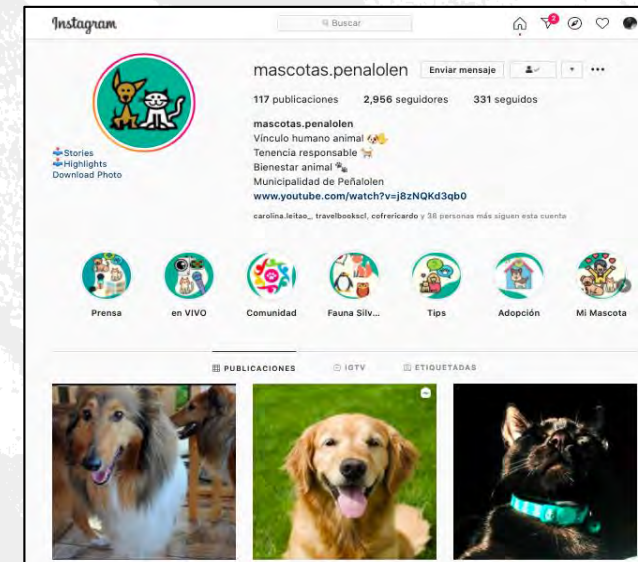 Instagram
Buscar
2
mascotas.penalolen
Enviar mensaje
117 publicaciones 2,956 seguidores 331 seguidos
mascotas.penalolen
Vínculo humano animal
Tenencia responsable
Bienestar animal
Municipalidad de Peñalolen
www.youtube.com/watch?v=j8zNQKd3qb0
carolina.leitao_, travelbookscl, cofrericardo y 38 personas más siguen esta cuenta
Stories
Highlights
Download Photo
Prensa
en VIVO
Comunidad
Fauna Silv...
Tips
Adopción
Mi Mascota
PUBLICACIONES
IGTV
ETIQUETADAS